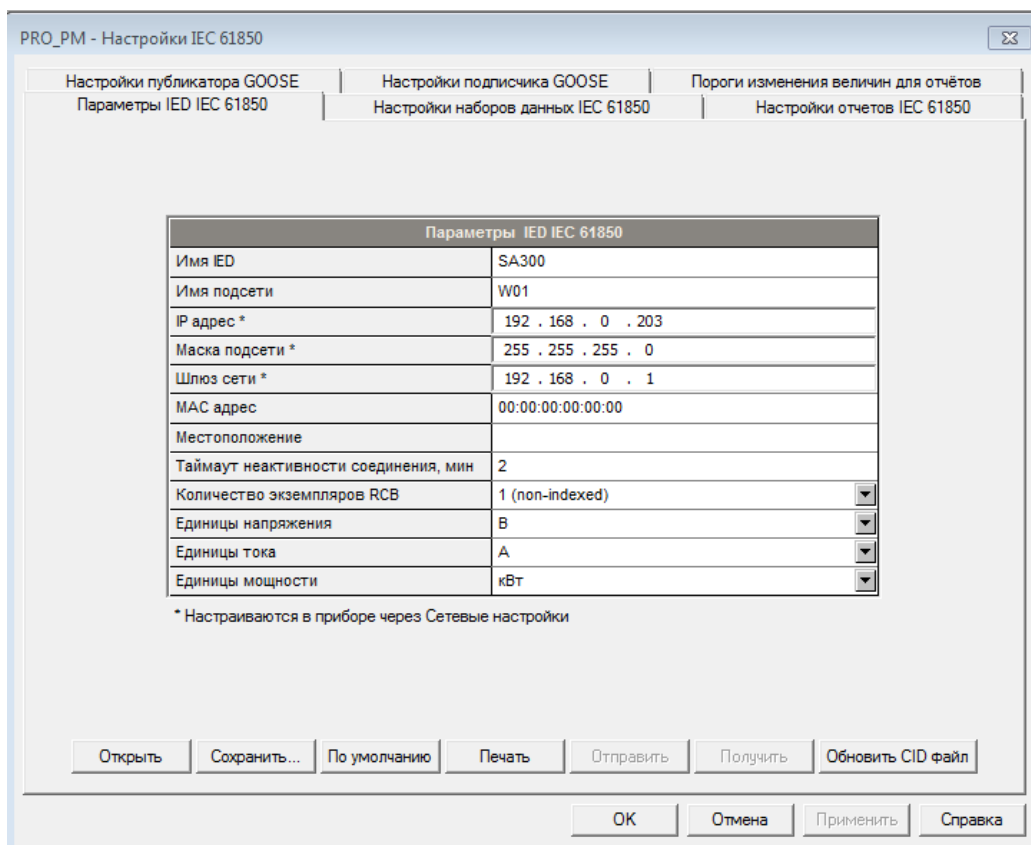 PRO_PM - Настройки IEC 61850
Настройки публикатора GOOSE
Настройки подписчика GOOSE
Пороги изменения величин для отчётов
Параметры IED IEC 61850
Настройки наборов данных IEC 61850
Настройки отчетов IEC 61850
Параметры IED IEC 61850
Имя IED SA300
Имя подсети W01
IP адрес * 192 . 168 . 0 . 203
Маска подсети * 255 . 255 . 255 . 0
Шлюз сети * 192 . 168 . 0 . 1
MAC адрес 00:00:00:00:00:00
Местоположение
Таймаут неактивности соединения, мин 2
Количество экземпляров RCB 1 (non-indexed)
Единицы напряжения В
Единицы тока А
Единицы мощности кВт
* Настраиваются в приборе через Сетевые настройки
Открыть Сохранить... По умолчанию Печать Отправить Получить Обновить CID файл
OK Отмена Применить Справка